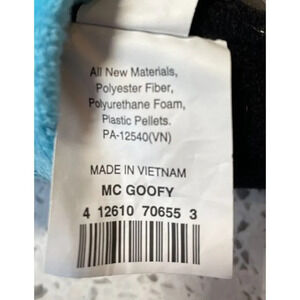 All New Materials,
Polyester Fiber,
Polyurethane Foam,
Plastic Pellets.
PA-12540(VN)
MADE IN VIETNAM
MC GOOFY
4 12610 70655 3